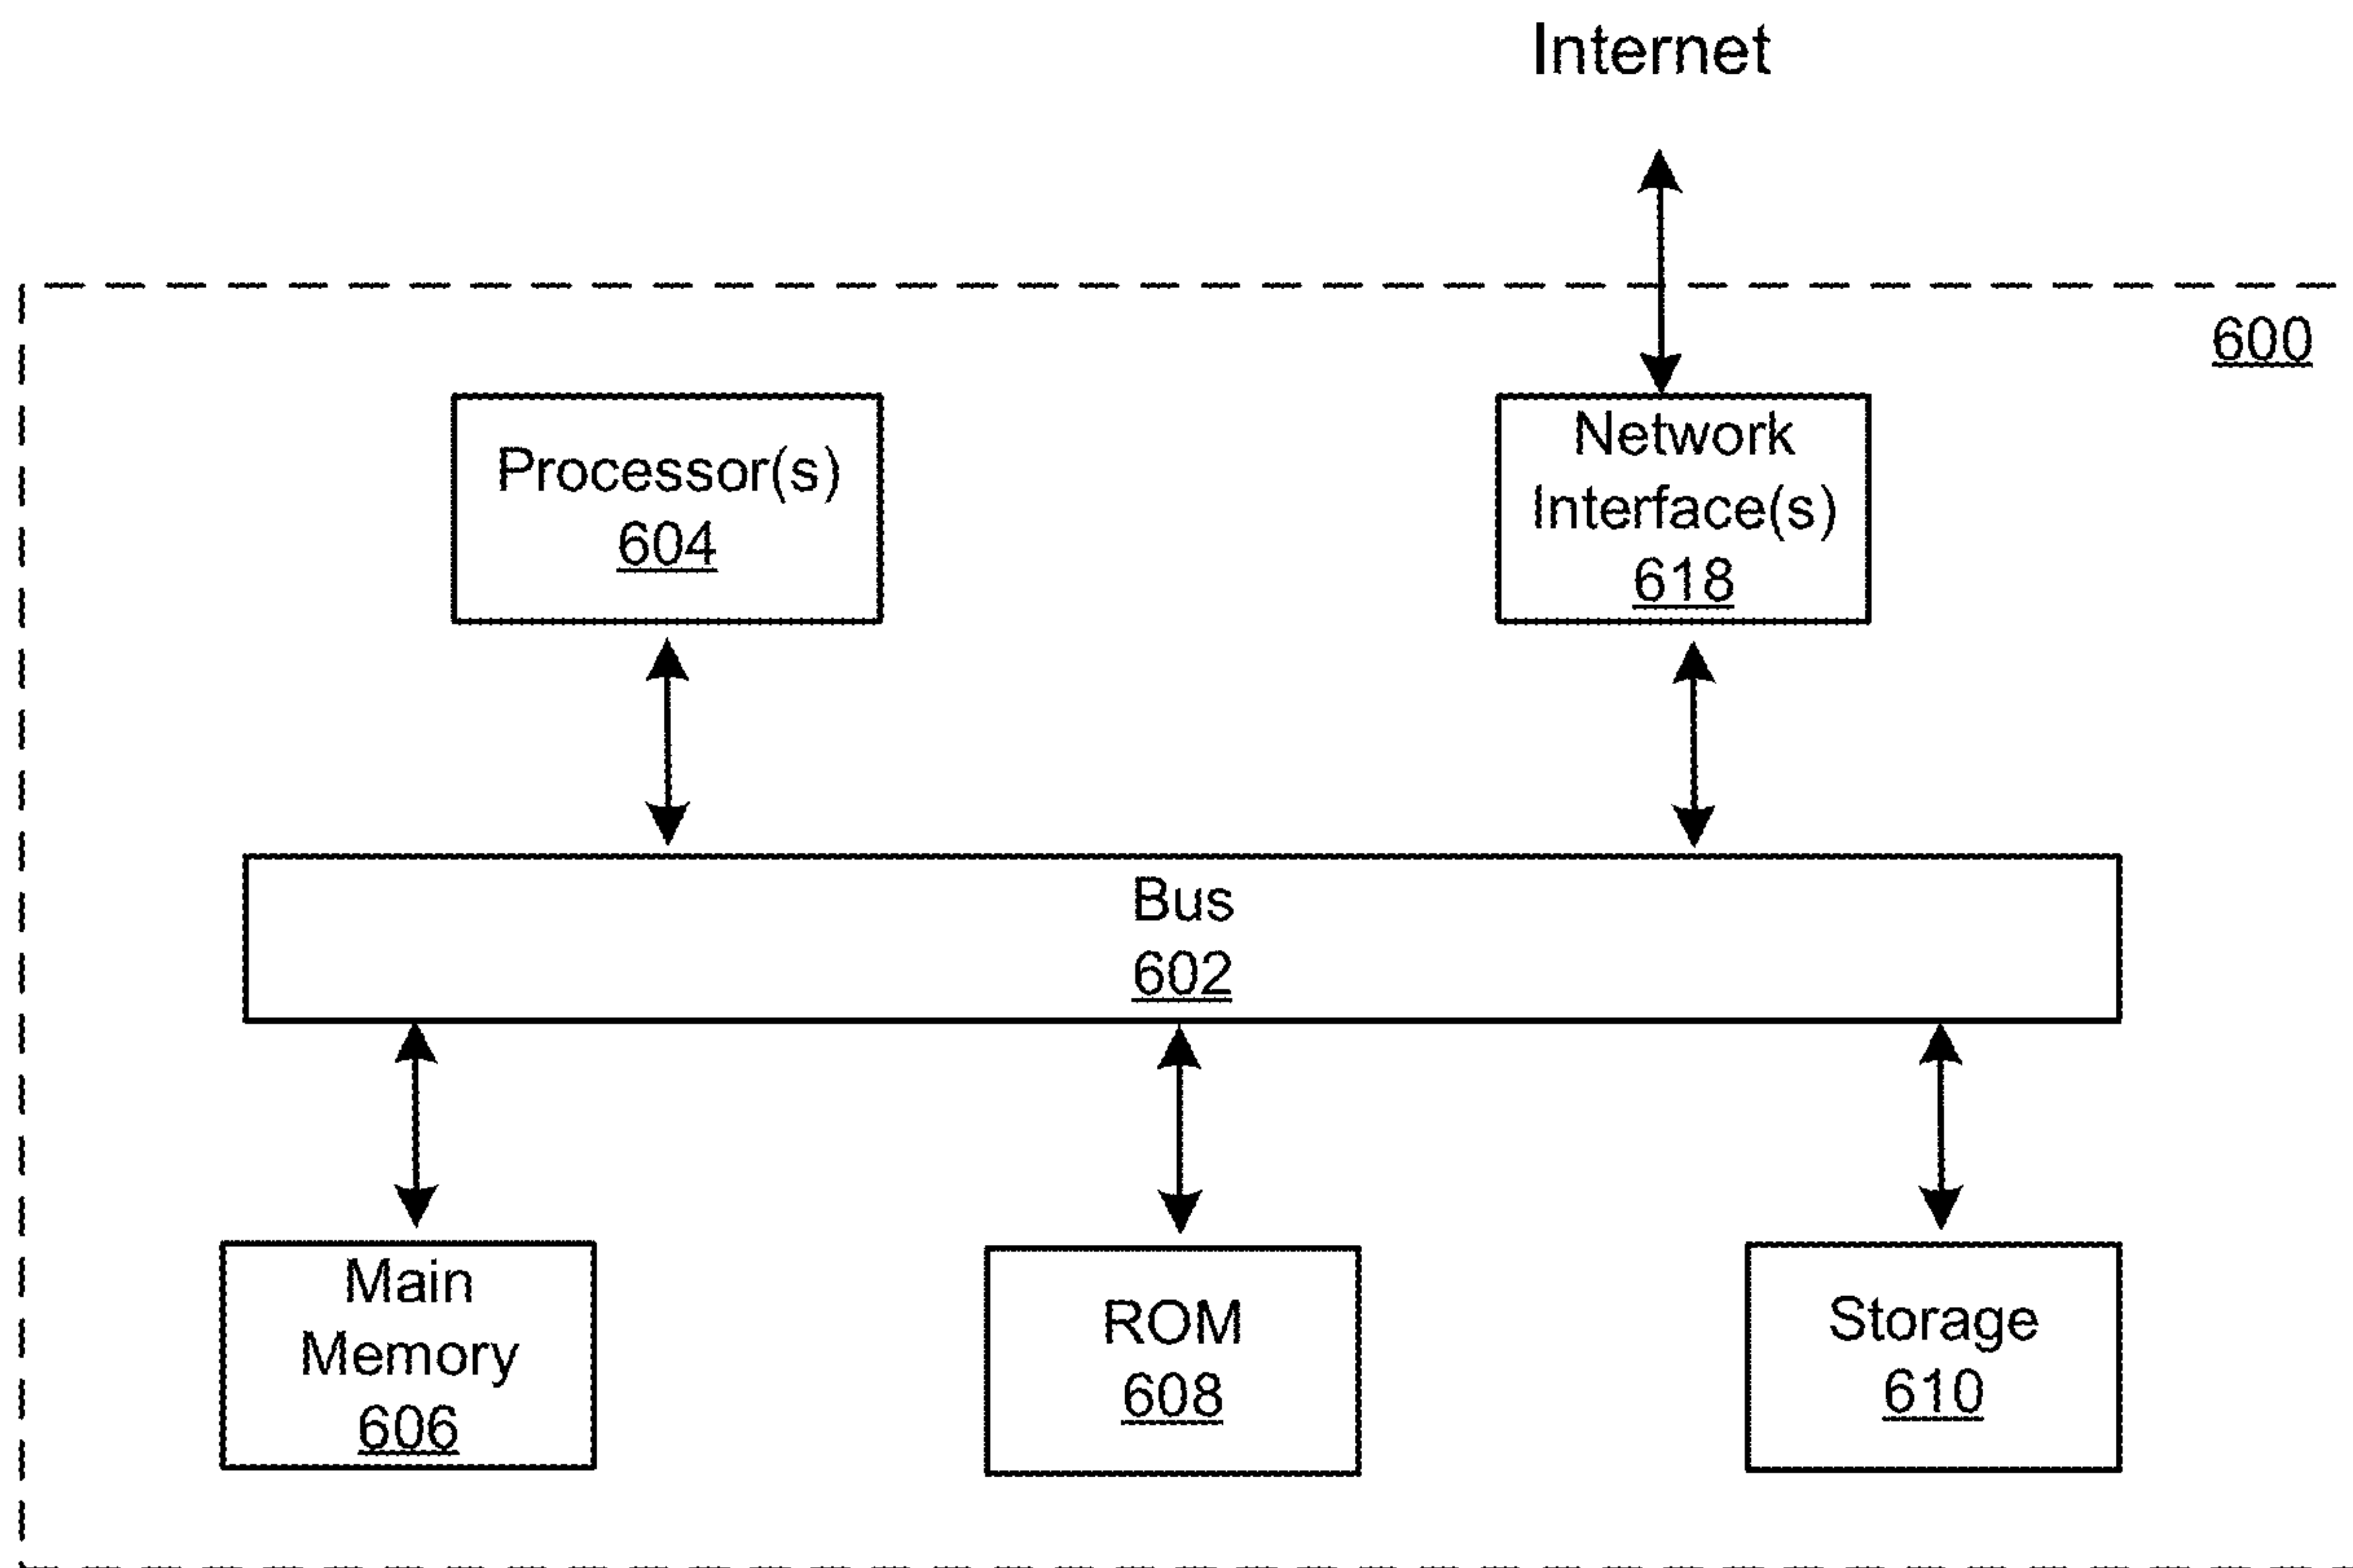 Internet
600
Processor(s)
604
Network
Interface(s)
618
Bus
602
Main
Memory
606
ROM
608
Storage
610